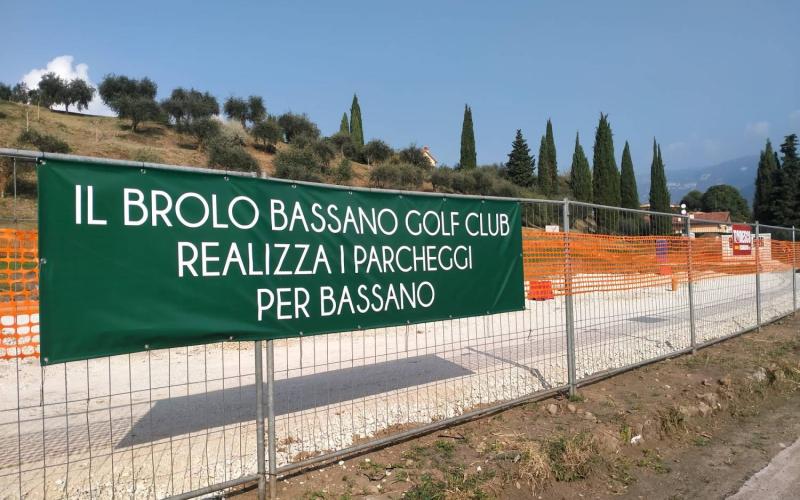 IL BROLO BASSANO GOLF CLUB
REALIZZA I PARCHEGGI
PER BASSANO